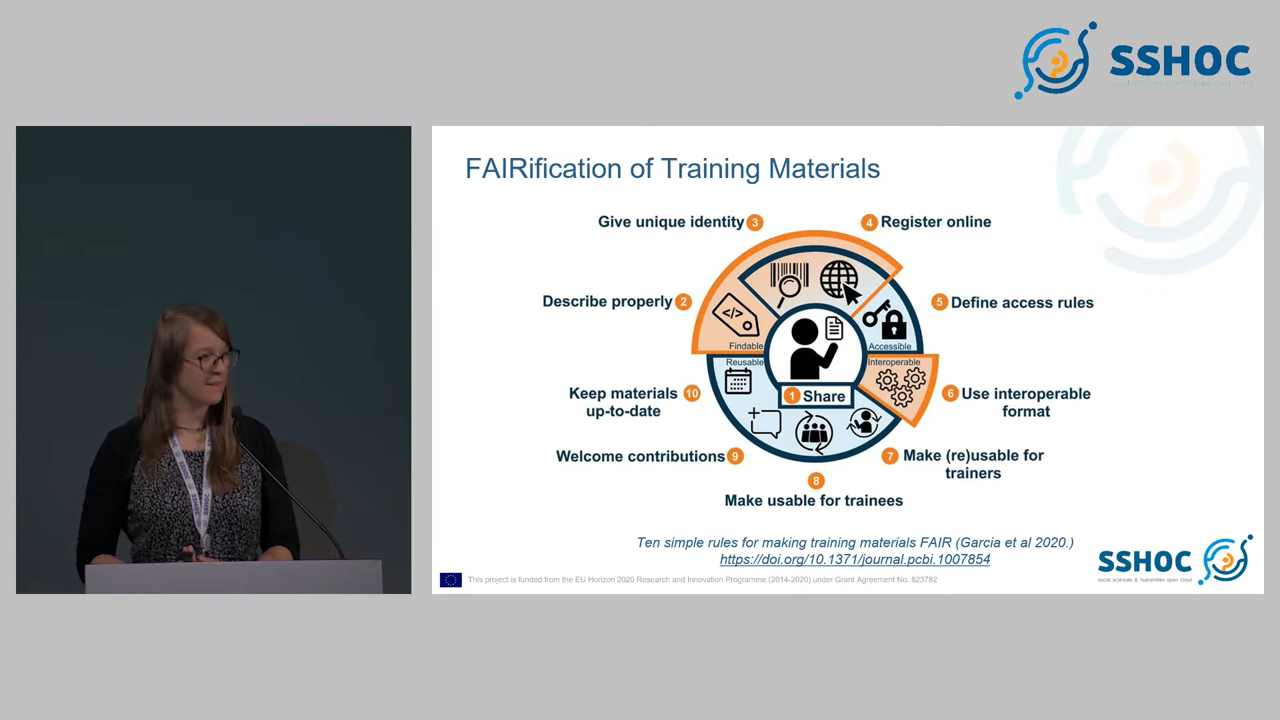 SSHOC
FAIRification of Training Materials
Give unique identity 3
4 Register online
Describe properly 2
5 Define access rules
Findable
Accessible
Reusable
Interoperable
Keep materials 10
up-to-date
1 Share
6 Use interoperable
format
Welcome contributions 9
7 Make (re)usable for
trainers
8
Make usable for trainees
Ten simple rules for making training materials FAIR (Garcia et al 2020.)
https://doi.org/10.1371/journal.pcbi.1007854
SSHOC
social sciences & humanities open cloud
This project is funded from the EU Horizon 2020 Research and Innovation Programme (2014-2020) under Grant Agreement No. 823782
SSHOC